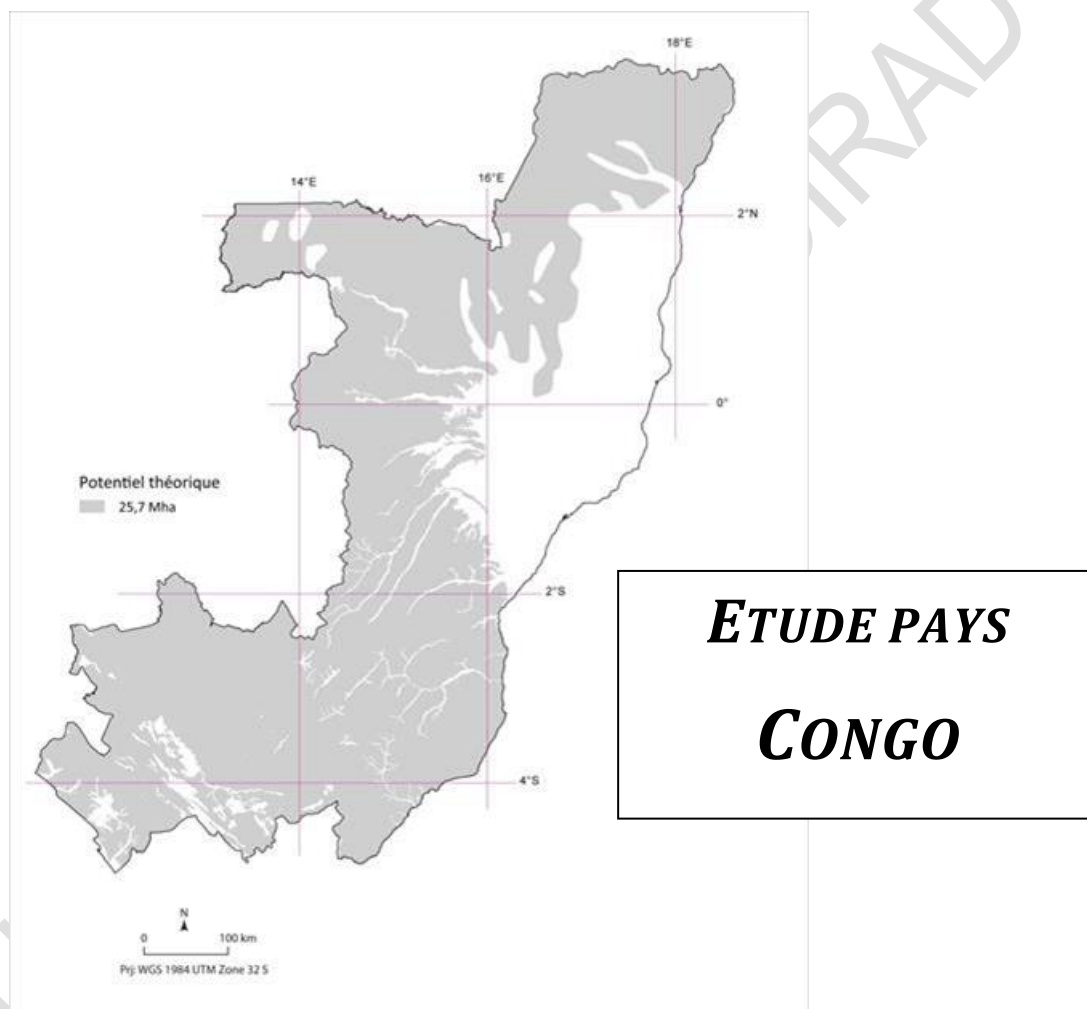 18°E
14°E
16°E
2°N
0°
Potentiel théorique
25,7 Mha
2°S
ETUDE PAYS
CONGO
4°S
N
0 100 km
Prj: WGS 1984 UTM Zone 32 S
IRAD